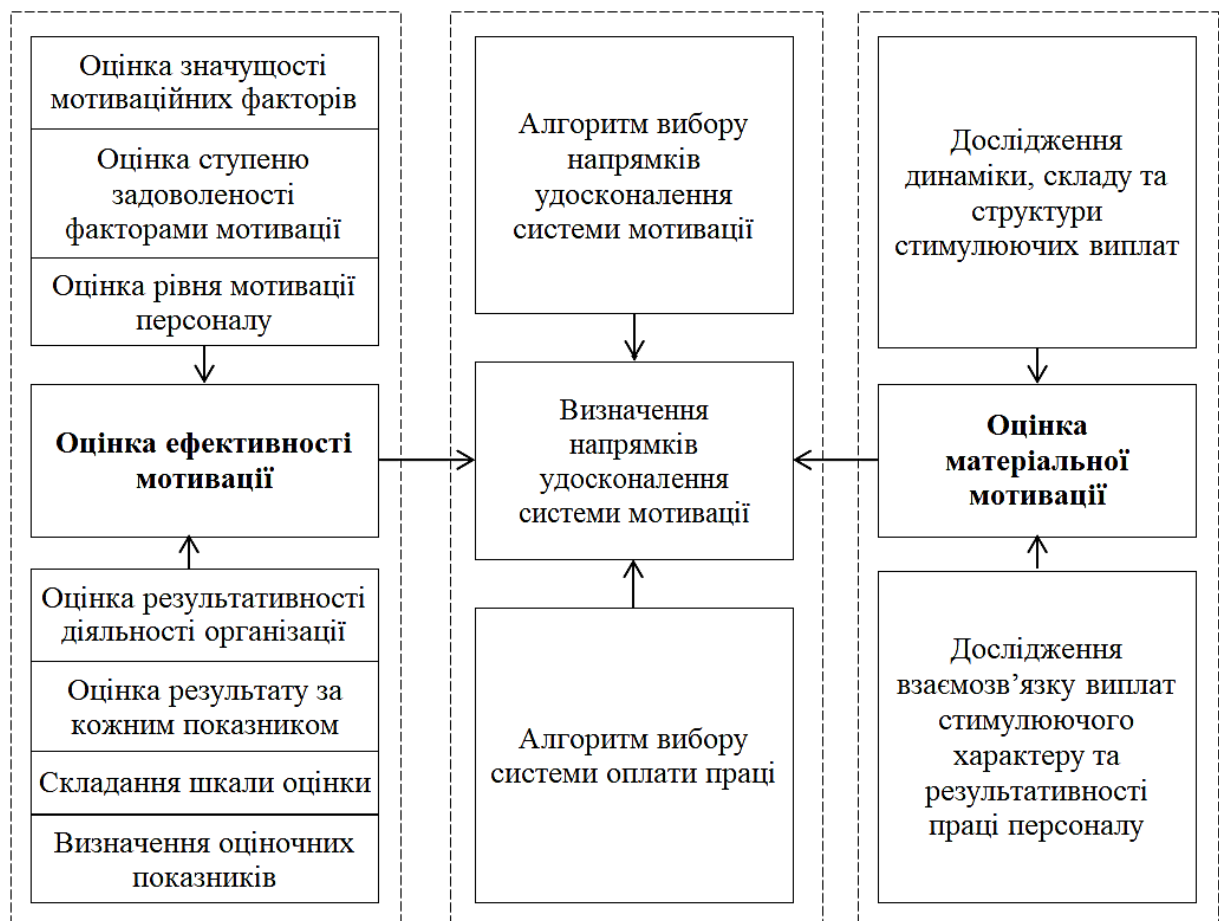 Оцінка значущості
мотиваційних факторів
Оцінка ступеню
задоволеності
факторами мотивації
Оцінка рівня мотивації
персоналу
Оцінка ефективності
мотивації
Оцінка результативності
діяльності організації
Оцінка результату за
кожним показником
Складання шкали оцінки
Визначення оціночних
показників
Алгоритм вибору
напрямків
удосконалення
системи мотивації
Визначення
напрямків
удосконалення
системи мотивації
Алгоритм вибору
системи оплати праці
Дослідження
динаміки, складу та
структури
стимулюючих виплат
Оцінка
матеріальної
мотивації
Дослідження
взаємозв’язку виплат
стимулюючого
характеру та
результативності
праці персоналу